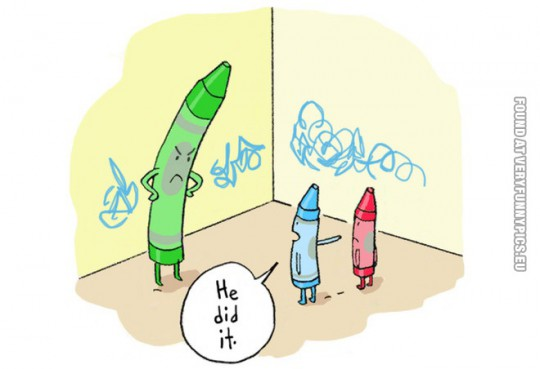 He
did
it.
FOUND AT VERYFUNNYPICS.EU